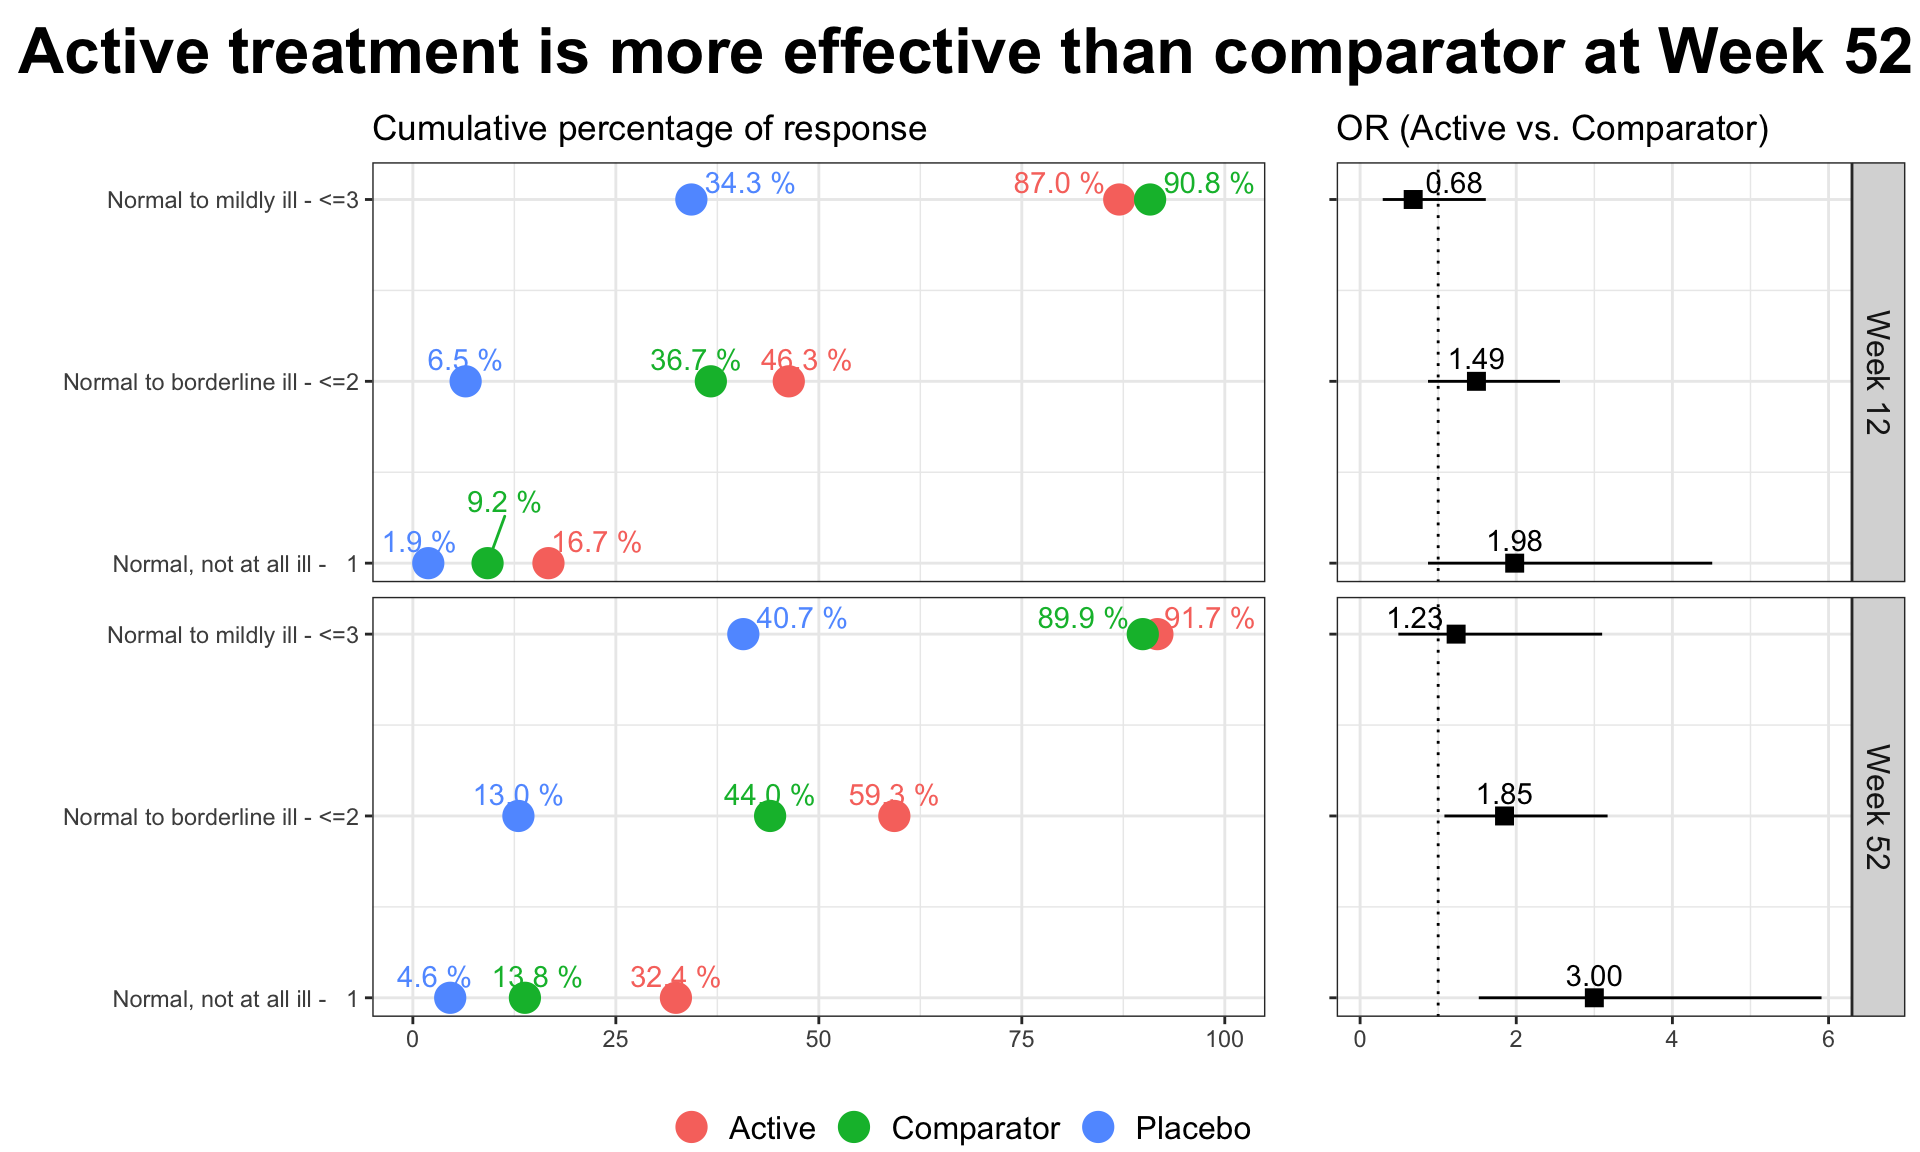 Active treatment is more effective than comparator at Week 52
Cumulative percentage of response
OR (Active vs. Comparator)
Normal to mildly ill - <=3
34.3 %
87.0 %
90.8 %
0.68
Normal to borderline ill - <=2
6.5 %
36.7 %
46.3 %
1.49
Normal, not at all ill -   1
1.9 %
9.2 %
16.7 %
1.98
Week 12
Normal to mildly ill - <=3
40.7 %
89.9 %
91.7 %
1.23
Normal to borderline ill - <=2
13.0 %
44.0 %
59.3 %
1.85
Normal, not at all ill -   1
4.6 %
13.8 %
32.4 %
3.00
Week 52
0 25 50 75 100
0 2 4 6
Active Comparator Placebo